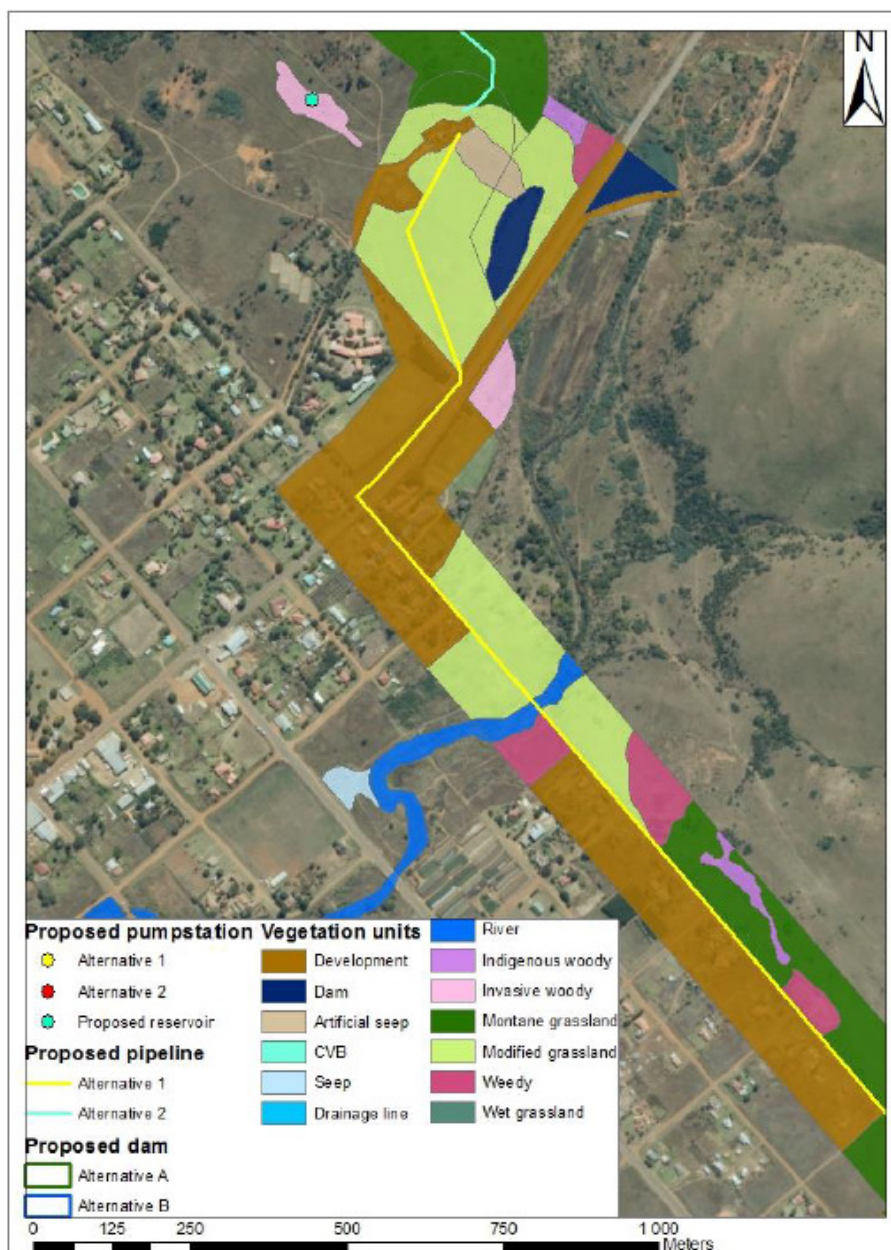 N
Proposed pumpstation
Alternative 1
Alternative 2
Proposed reservoir
Proposed pipeline
Alternative 1
Alternative 2
Proposed dam
Alternative A
Alternative B
Vegetation units
Development
Dam
Artificial seep
CVB
Seep
Drainage line
River
Indigenous woody
Invasive woody
Montane grassland
Modified grassland
Weedy
Wet grassland
0 125 250 500 750 1 000
Meters